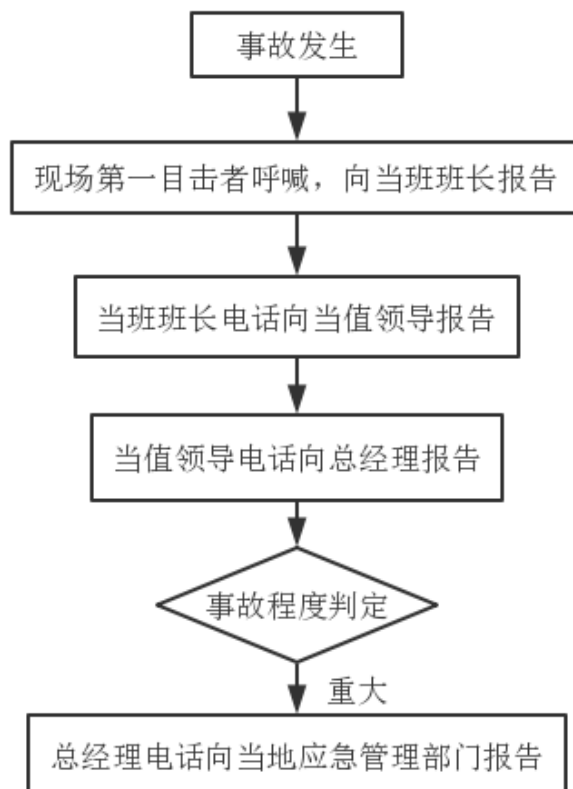 事故发生
现场第一目击者呼喊，向当班班长报告
当班班长电话向当值领导报告
当值领导电话向总经理报告
事故程度判定
重大
总经理电话向当地应急管理部门报告